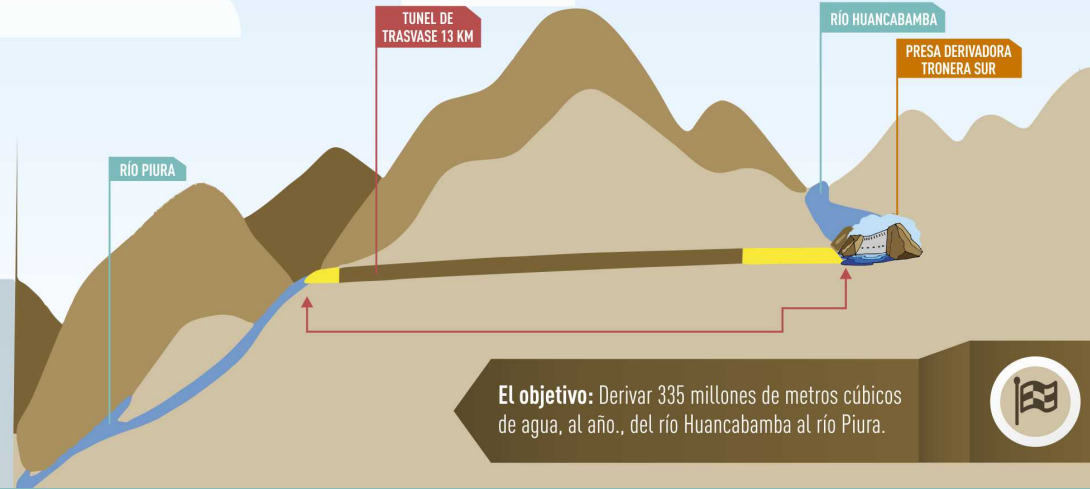 TUNEL DE
TRASVASE 13 KM
RÍO HUANCABAMBA
PRESA DERIVADORA
TRONERA SUR
RÍO PIURA
El objetivo: Derivar 335 millones de metros cúbicos
de agua, al año., del río Huancabamba al río Piura.